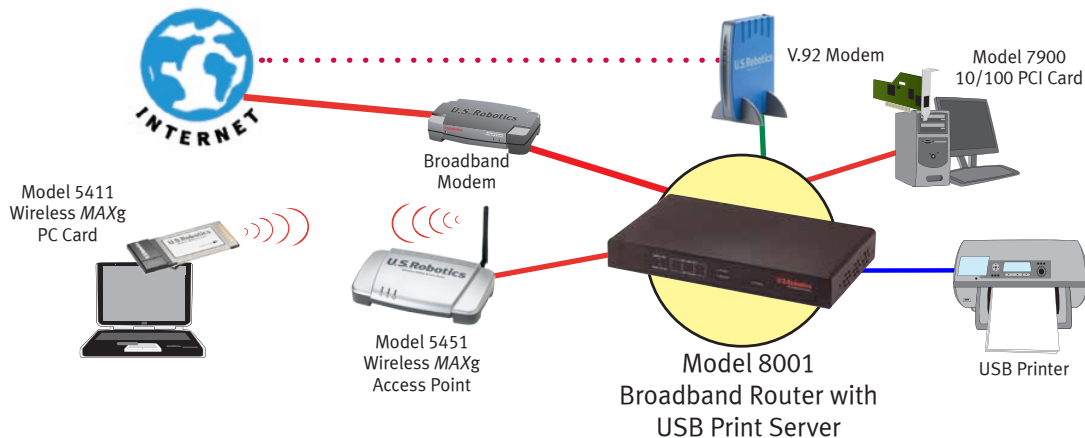 INTERNET
U.S.Robotics
Broadband
Modem
U.S.Robotics
V.92 Modem
Model 7900
10/100 PCI Card
Model 5411
Wireless MAXg
PC Card
U.S.Robotics
U.S.Robotics
Model 5451
Wireless MAXg
Access Point
Model 8001
Broadband Router with
USB Print Server
USB Printer